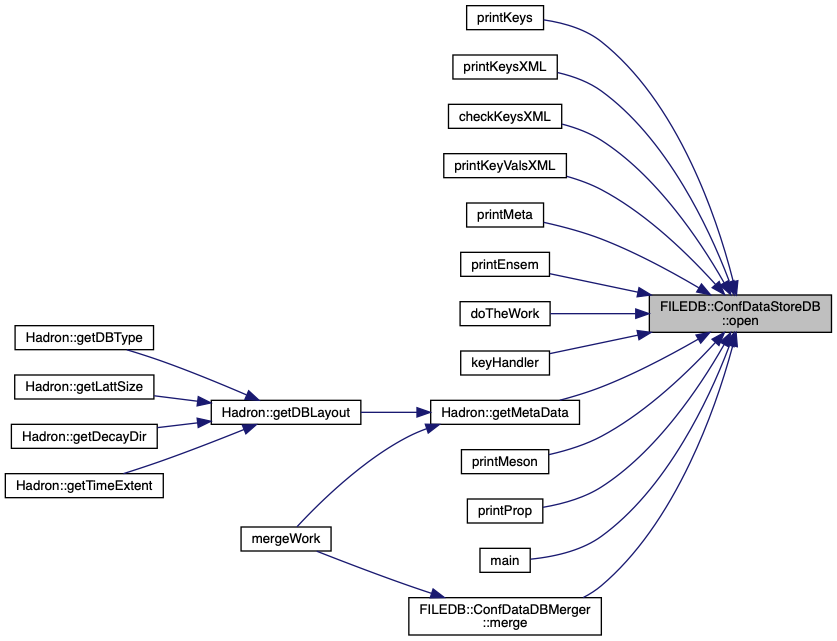 printKeys
printKeysXML
checkKeysXML
printKeyValsXML
printMeta
printEnsem
FILEDB::ConfDataStoreDB
::open
doTheWork
Hadron::getDBType
keyHandler
Hadron::getLattSize
Hadron::getDBLayout
Hadron::getMetaData
Hadron::getDecayDir
printMeson
Hadron::getTimeExtent
printProp
mergeWork
main
FILEDB::ConfDataDBMerger
::merge